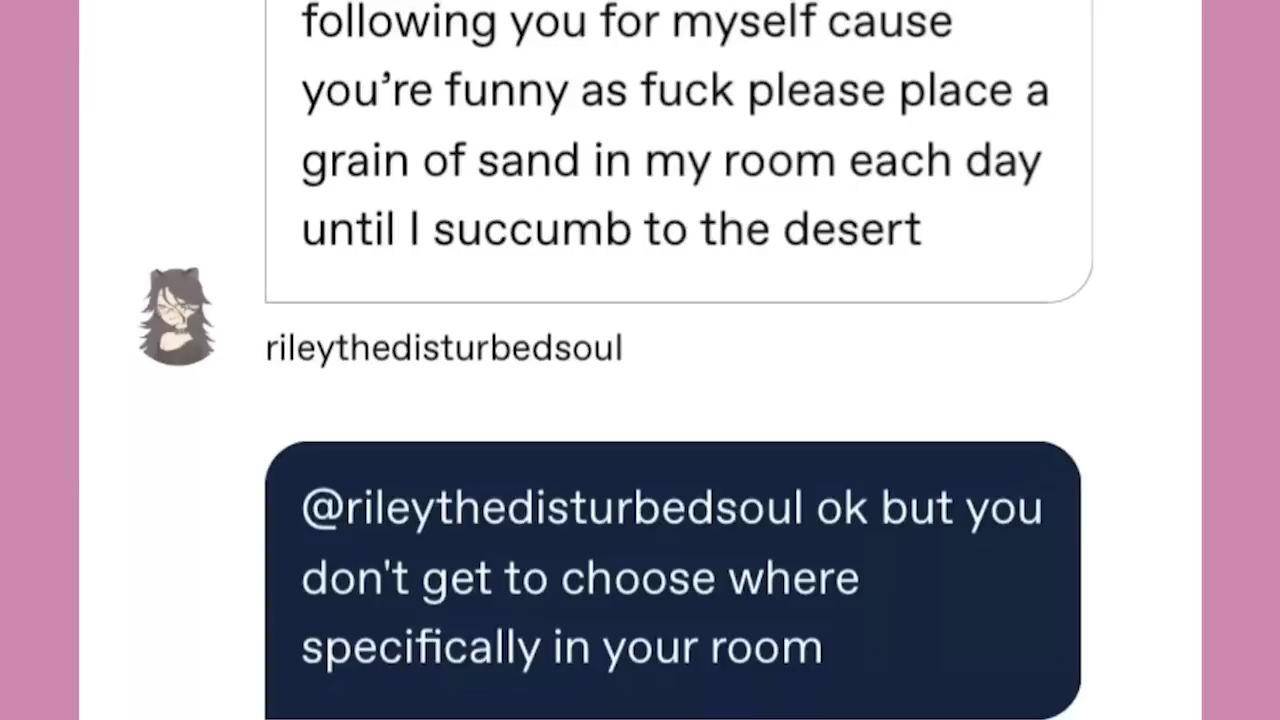 following you for myself cause
you’re funny as fuck please place a
grain of sand in my room each day
until I succumb to the desert
rileythedisturbedsoul
@rileythedisturbedsoul ok but you
don't get to choose where
specifically in your room